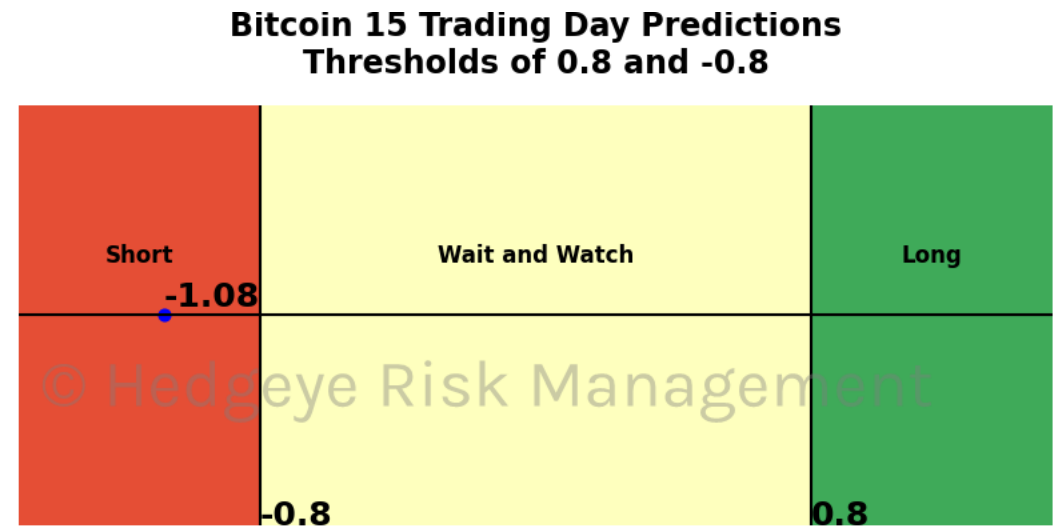 Bitcoin 15 Trading Day Predictions
Thresholds of 0.8 and -0.8
Short
Wait and Watch
Long
-1.08
© Hedgeye Risk Management
-0.8
0.8